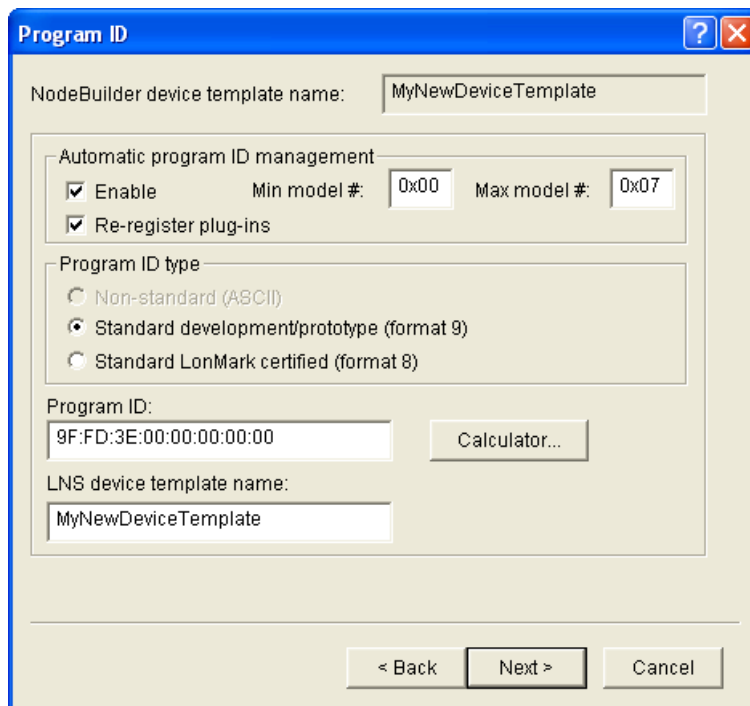 Program ID
NodeBuilder device template name: MyNewDeviceTemplate
Automatic program ID management
Enable Min model #: 0x00 Max model #: 0x07
Re-register plug-ins
Program ID type
Non-standard (ASCII)
Standard development/prototype (format 9)
Standard LonMark certified (format 8)
Program ID:
9F:FD:3E:00:00:00:00:00 Calculator...
LNS device template name:
MyNewDeviceTemplate
< Back Next > Cancel